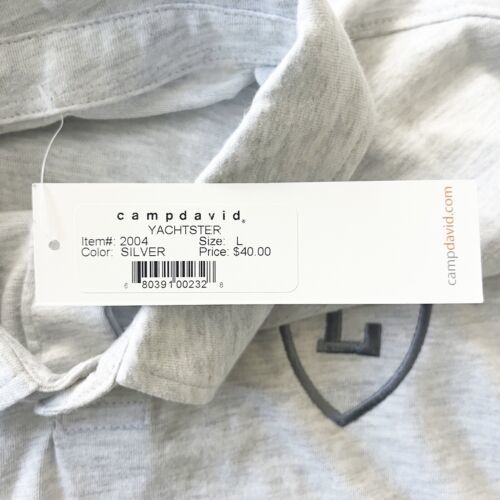 campdavid®
YACHTSTER
Item#: 2004 Size: L
Color: SILVER Price: $40.00
6 80391 00232 8
campdavid.com
L